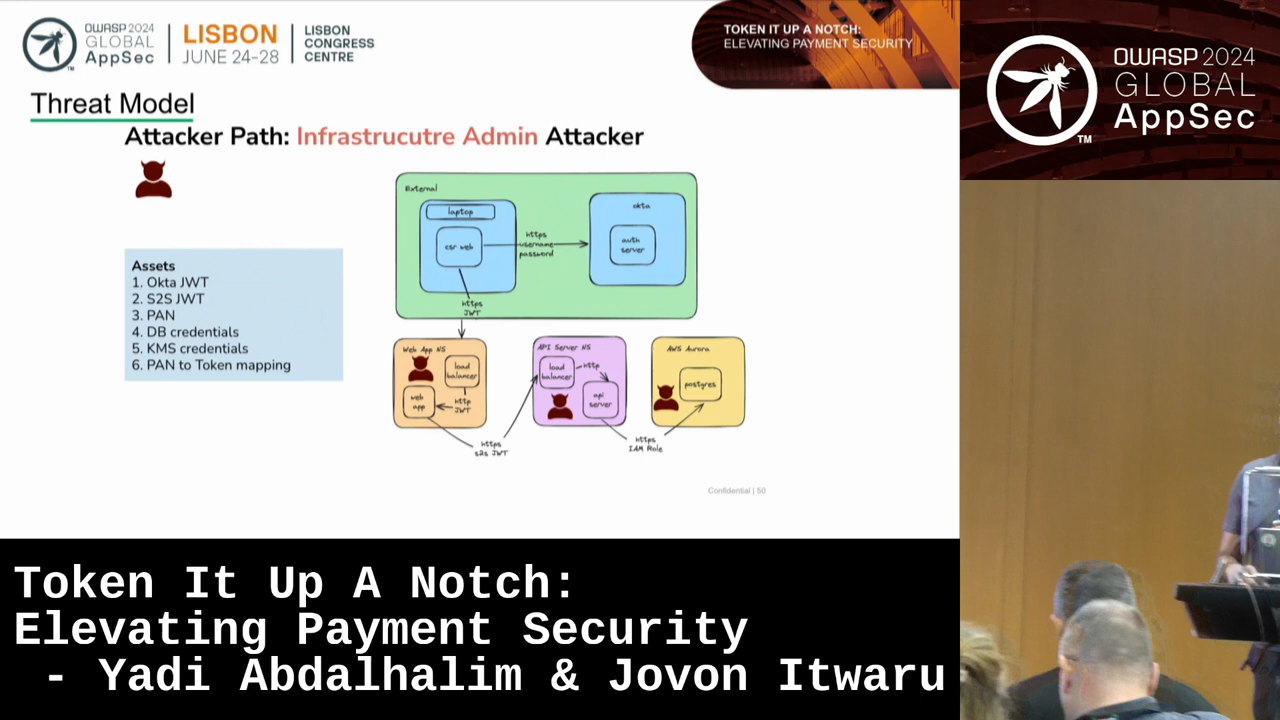 OWASP 2024
GLOBAL
AppSec
TM
LISBON
JUNE 24-28
LISBON
CONGRESS
CENTRE
TOKEN IT UP A NOTCH:
ELEVATING PAYMENT SECURITY
OWASP 2024
GLOBAL
AppSec
TM
Threat Model
Attacker Path: Infrastrucutre Admin Attacker
External
laptop
csr web
https
username
password
okta
auth
server
https
JWT
Assets
1. Okta JWT
2. S2S JWT
3. PAN
4. DB credentials
5. KMS credentials
6. PAN to Token mapping
Web App NS
load
balancer
web
app
http
JWT
https
s2s JWT
API Server NS
load
balancer
http
api
server
https
IAM Role
AWS Aurora
postgres
Confidential | 50
Token It Up A Notch:
Elevating Payment Security
- Yadi Abdalhalim & Jovon Itwaru